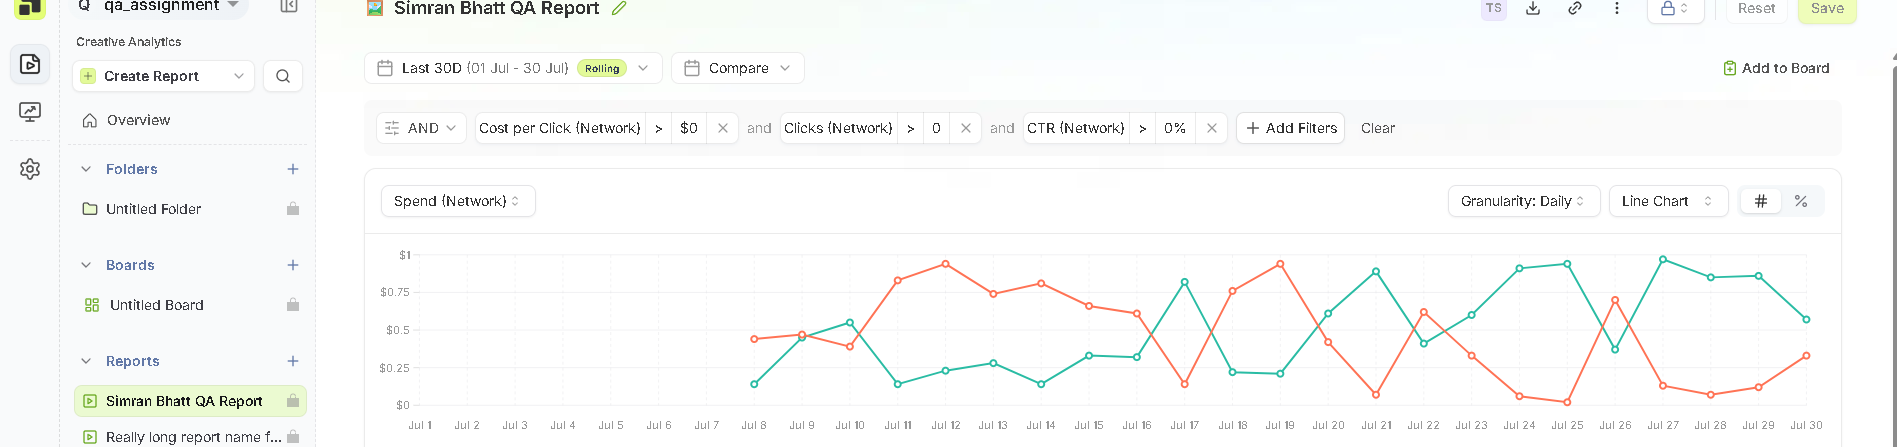 qa_assignment
Simran Bhatt QA Report
TS
Reset
Save
Creative Analytics
Create Report
Last 30D (01 Jul - 30 Jul) Rolling
Compare
Add to Board
Overview
AND
Cost per Click (Network) > $0
and
Clicks (Network) > 0
and
CTR (Network) > 0%
+ Add Filters
Clear
Folders
Untitled Folder
Spend (Network)
Granularity: Daily
Line Chart
#
%
Boards
Untitled Board
Reports
Simran Bhatt QA Report
Really long report name f...
$1
$0.75
$0.5
$0.25
$0
Jul 1 Jul 2 Jul 3 Jul 4 Jul 5 Jul 6 Jul 7 Jul 8 Jul 9 Jul 10 Jul 11 Jul 12 Jul 13 Jul 14 Jul 15 Jul 16 Jul 17 Jul 18 Jul 19 Jul 20 Jul 21 Jul 22 Jul 23 Jul 24 Jul 25 Jul 26 Jul 27 Jul 28 Jul 29 Jul 30